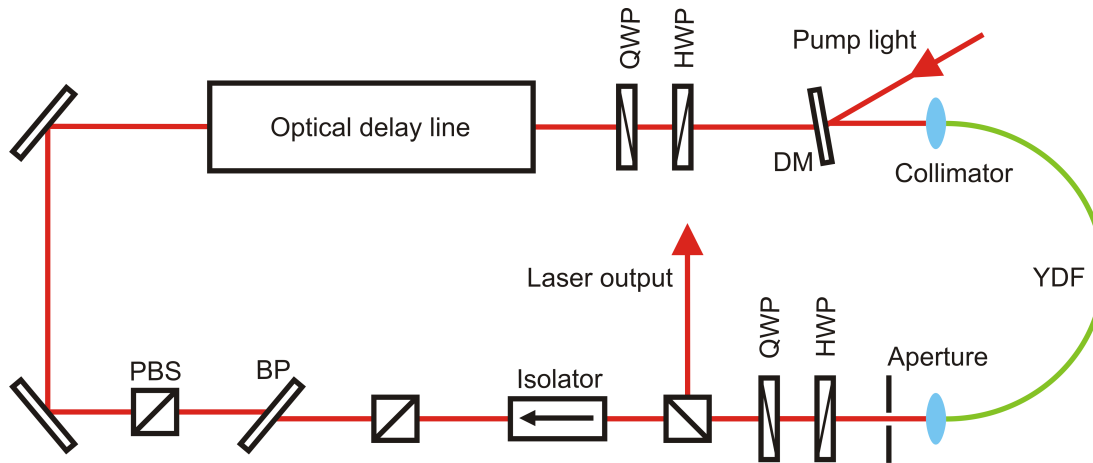 QWP
HWP
Pump light
Optical delay line
DM
Collimator
Laser output
YDF
QWP
HWP
PBS
BP
Isolator
Aperture